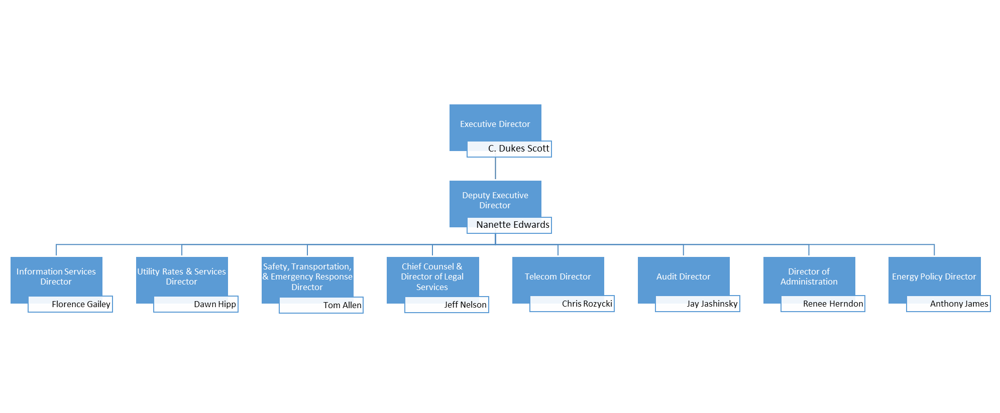 Executive Director
C. Dukes Scott
Deputy Executive
Director
Nanette Edwards
Information Services
Director
Florence Gailey
Utility Rates & Services
Director
Dawn Hipp
Safety, Transportation,
& Emergency Response
Director
Tom Allen
Chief Counsel &
Director of Legal
Services
Jeff Nelson
Telecom Director
Chris Rozycki
Audit Director
Jay Jashinsky
Director of
Administration
Renee Herndon
Energy Policy Director
Anthony James